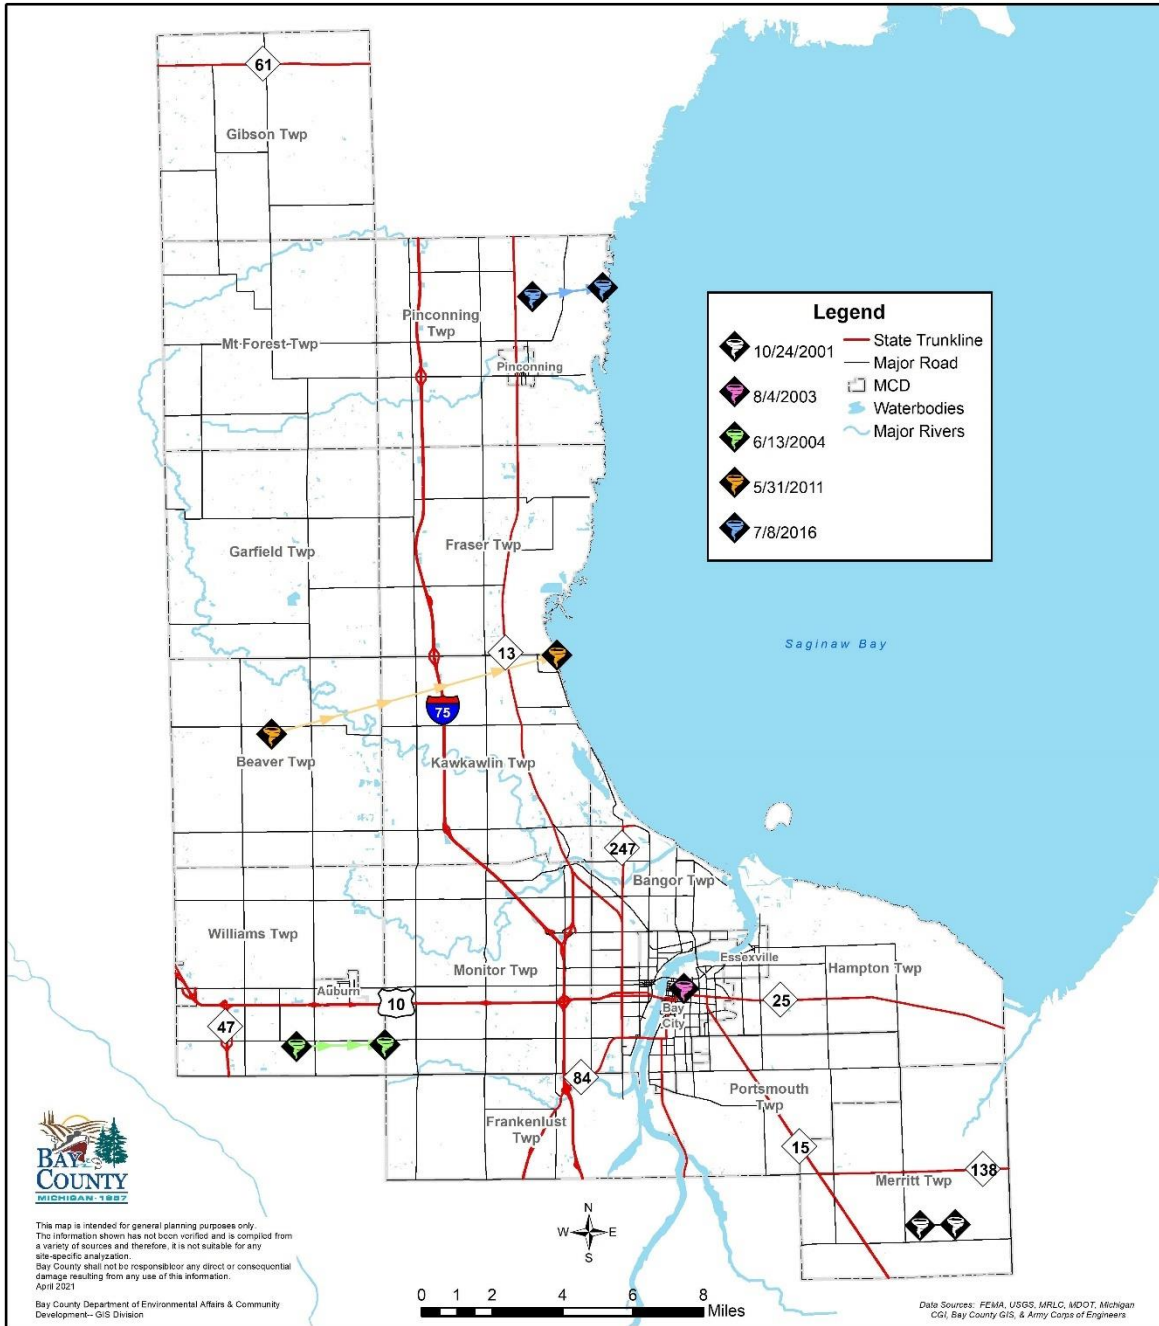 61
Gibson Twp
Pinconning
Twp
Mt Forest Twp
Pinconning
Legend
10/24/2001
8/4/2003
6/13/2004
5/31/2011
7/8/2016
State Trunkline
Major Road
MCD
Waterbodies
Major Rivers
Garfield Twp
Fraser Twp
13
Saginaw Bay
75
Beaver Twp
Kawkawlin Twp
247
Bangor Twp
Williams Twp
Monitor Twp
Essexville
Hampton Twp
Auburn
10
Bay
City
25
47
84
Portsmouth
Twp
Frankenlust
Twp
15
138
Merritt Twp
BAY
COUNTY
MICHIGAN-1857
This map is intended for general planning purposes only.
The information shown has not been verified and is compiled from
a variety of sources and therefore, it is not suitable for any
site-specific analyzation.
Bay County shall not be responsibleor any direct or consequential
damage resulting from any use of this information.
April 2021
Bay County Department of Environmental Affairs & Community
Development-- GIS Division
N
W E
S
0 1 2 4 6 8
Miles
Data Sources: FEMA, USGS, MRLC, MDOT, Michigan
CGI, Bay County GIS, & Army Corps of Engineers